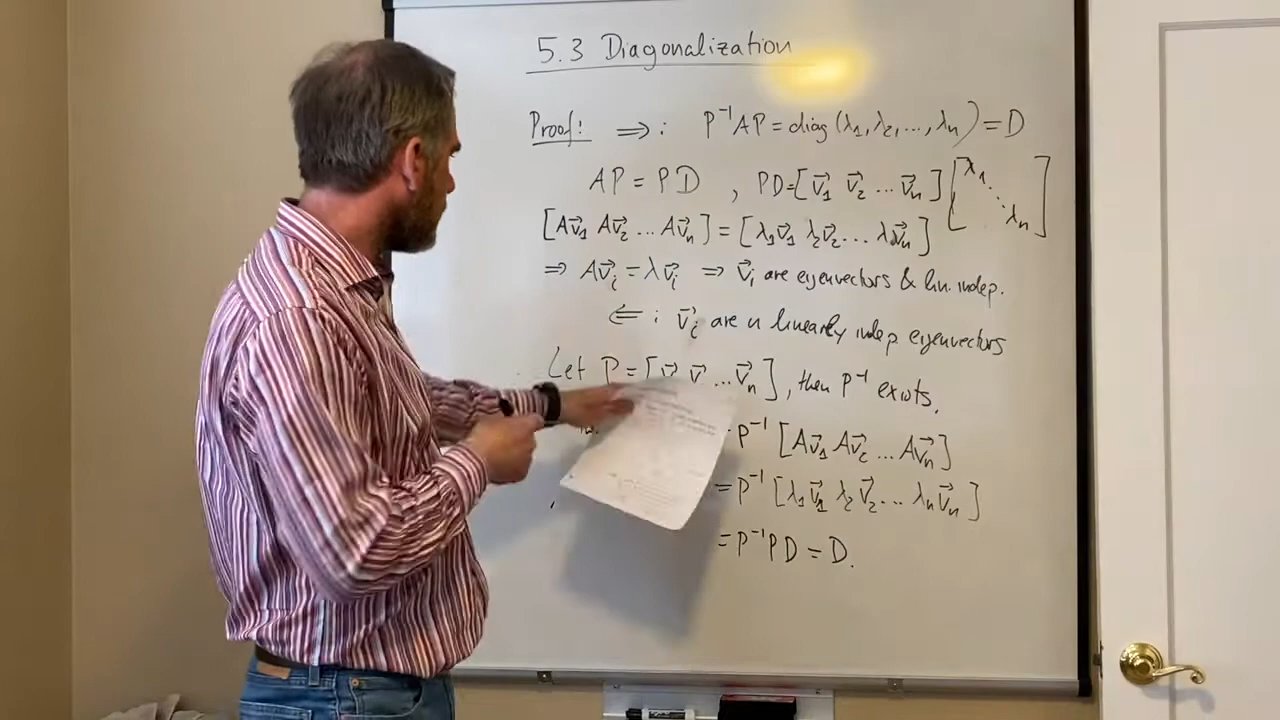 5.3 Diagonalization
Proof: ⟹: P⁻¹AP = diag(λ₁, λ₂, ..., λₙ) = D
AP = PD , PD = [v⃗₁ v⃗₂ ... v⃗ₙ] [λ₁ ⋱ λₙ]
[Av⃗₁ Av⃗₂ ... Av⃗ₙ] = [λ₁v⃗₁ λ₂v⃗₂ ... λₙv⃗ₙ]
⟹ Av⃗ᵢ = λv⃗ᵢ ⟹ v⃗ᵢ are eigenvectors & lin. indep.
⟸: v⃗ᵢ are n linearly indep eigenvectors
Let P = [v⃗ v⃗ ... v⃗ₙ], then P⁻¹ exists.
= P⁻¹ [Av⃗₁ Av⃗₂ ... Av⃗ₙ]
= P⁻¹ [λ₁v⃗₁ λ₂v⃗₂ ... λₙv⃗ₙ]
= P⁻¹PD = D.